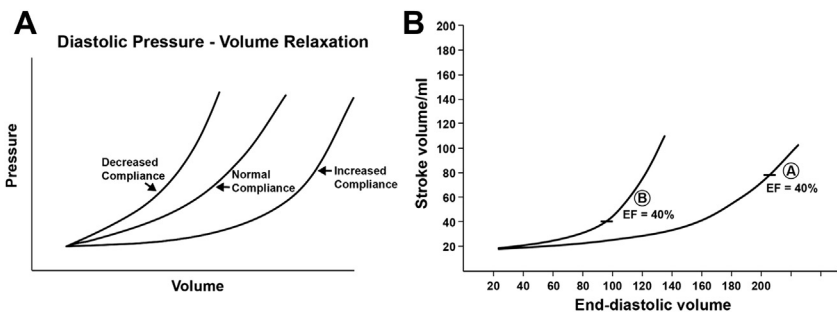 A
Diastolic Pressure - Volume Relaxation
Pressure
Decreased
Compliance
Normal
Compliance
Increased
Compliance
Volume
B
Stroke volume/ml
200
180
160
140
120
100
80
60
40
20
A
EF = 40%
B
EF = 40%
20 40 60 80 100 120 140 160 180 200
End-diastolic volume